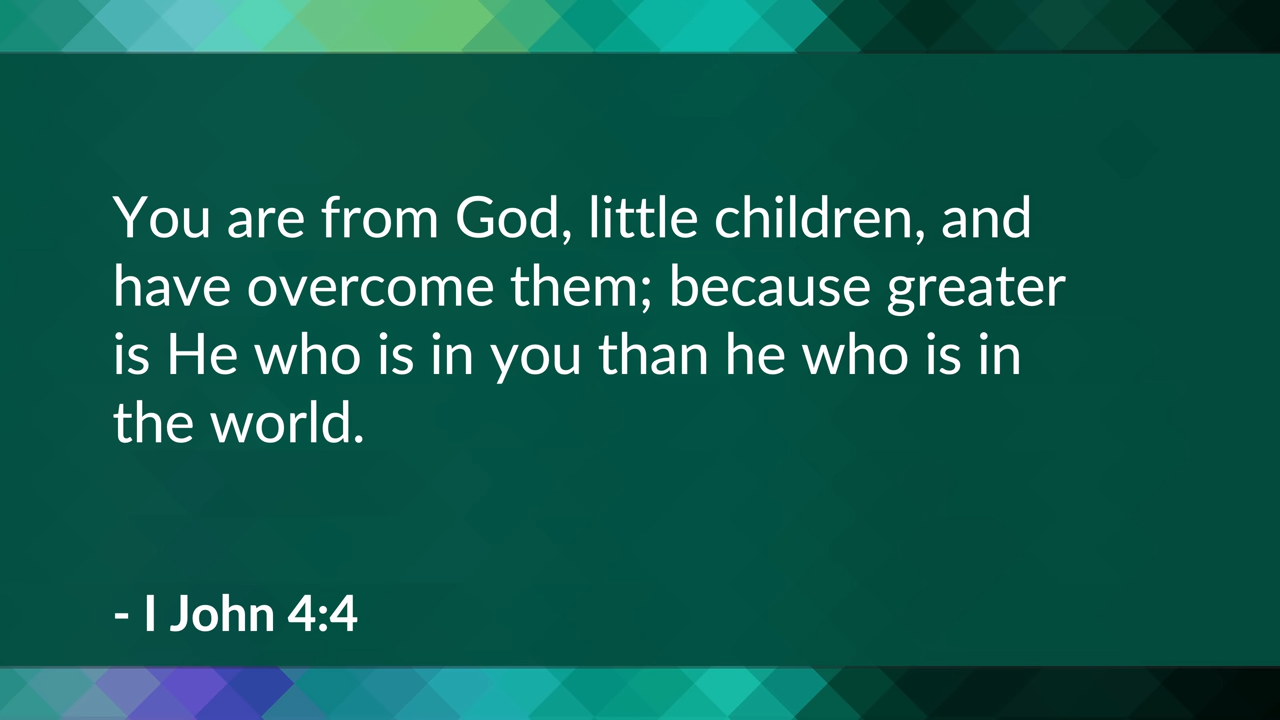 You are from God, little children, and
have overcome them; because greater
is He who is in you than he who is in
the world.
- I John 4:4